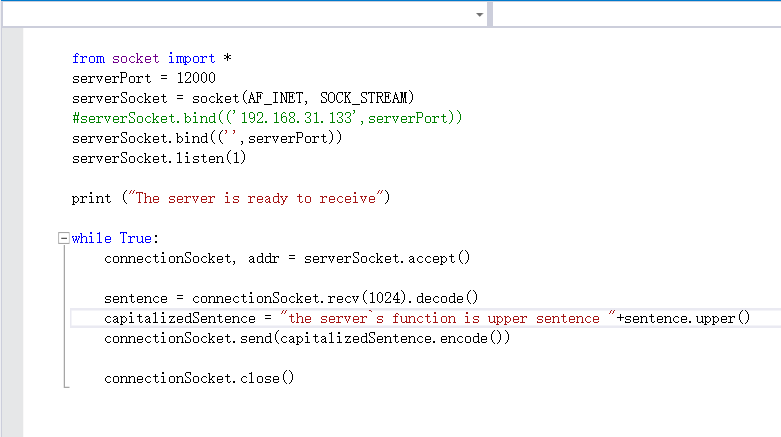 from socket import *
serverPort = 12000
serverSocket = socket(AF_INET, SOCK_STREAM)
#serverSocket.bind(('192.168.31.133',serverPort))
serverSocket.bind(('',serverPort))
serverSocket.listen(1)
print ("The server is ready to receive")
while True:
connectionSocket, addr = serverSocket.accept()
sentence = connectionSocket.recv(1024).decode()
capitalizedSentence = "the server`s function is upper sentence "+sentence.upper()
connectionSocket.send(capitalizedSentence.encode())
connectionSocket.close()